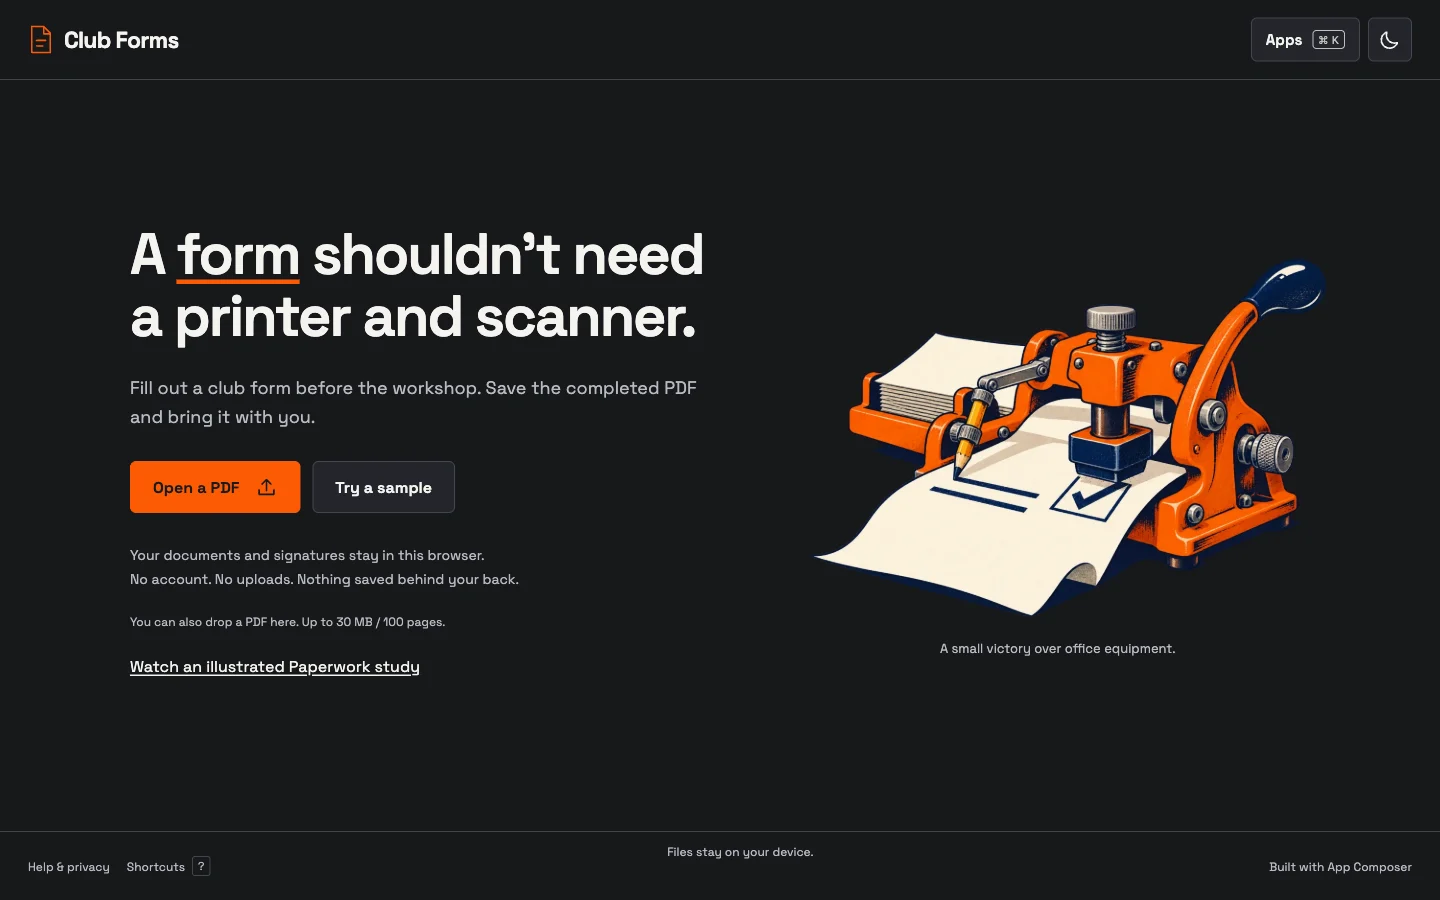 Club Forms
Apps ⌘ K
A form shouldn't need
a printer and scanner.
Fill out a club form before the workshop. Save the completed PDF
and bring it with you.
Open a PDF
Try a sample
Your documents and signatures stay in this browser.
No account. No uploads. Nothing saved behind your back.
You can also drop a PDF here. Up to 30 MB / 100 pages.
Watch an illustrated Paperwork study
A small victory over office equipment.
Files stay on your device.
Help & privacy
Shortcuts ?
Built with App Composer